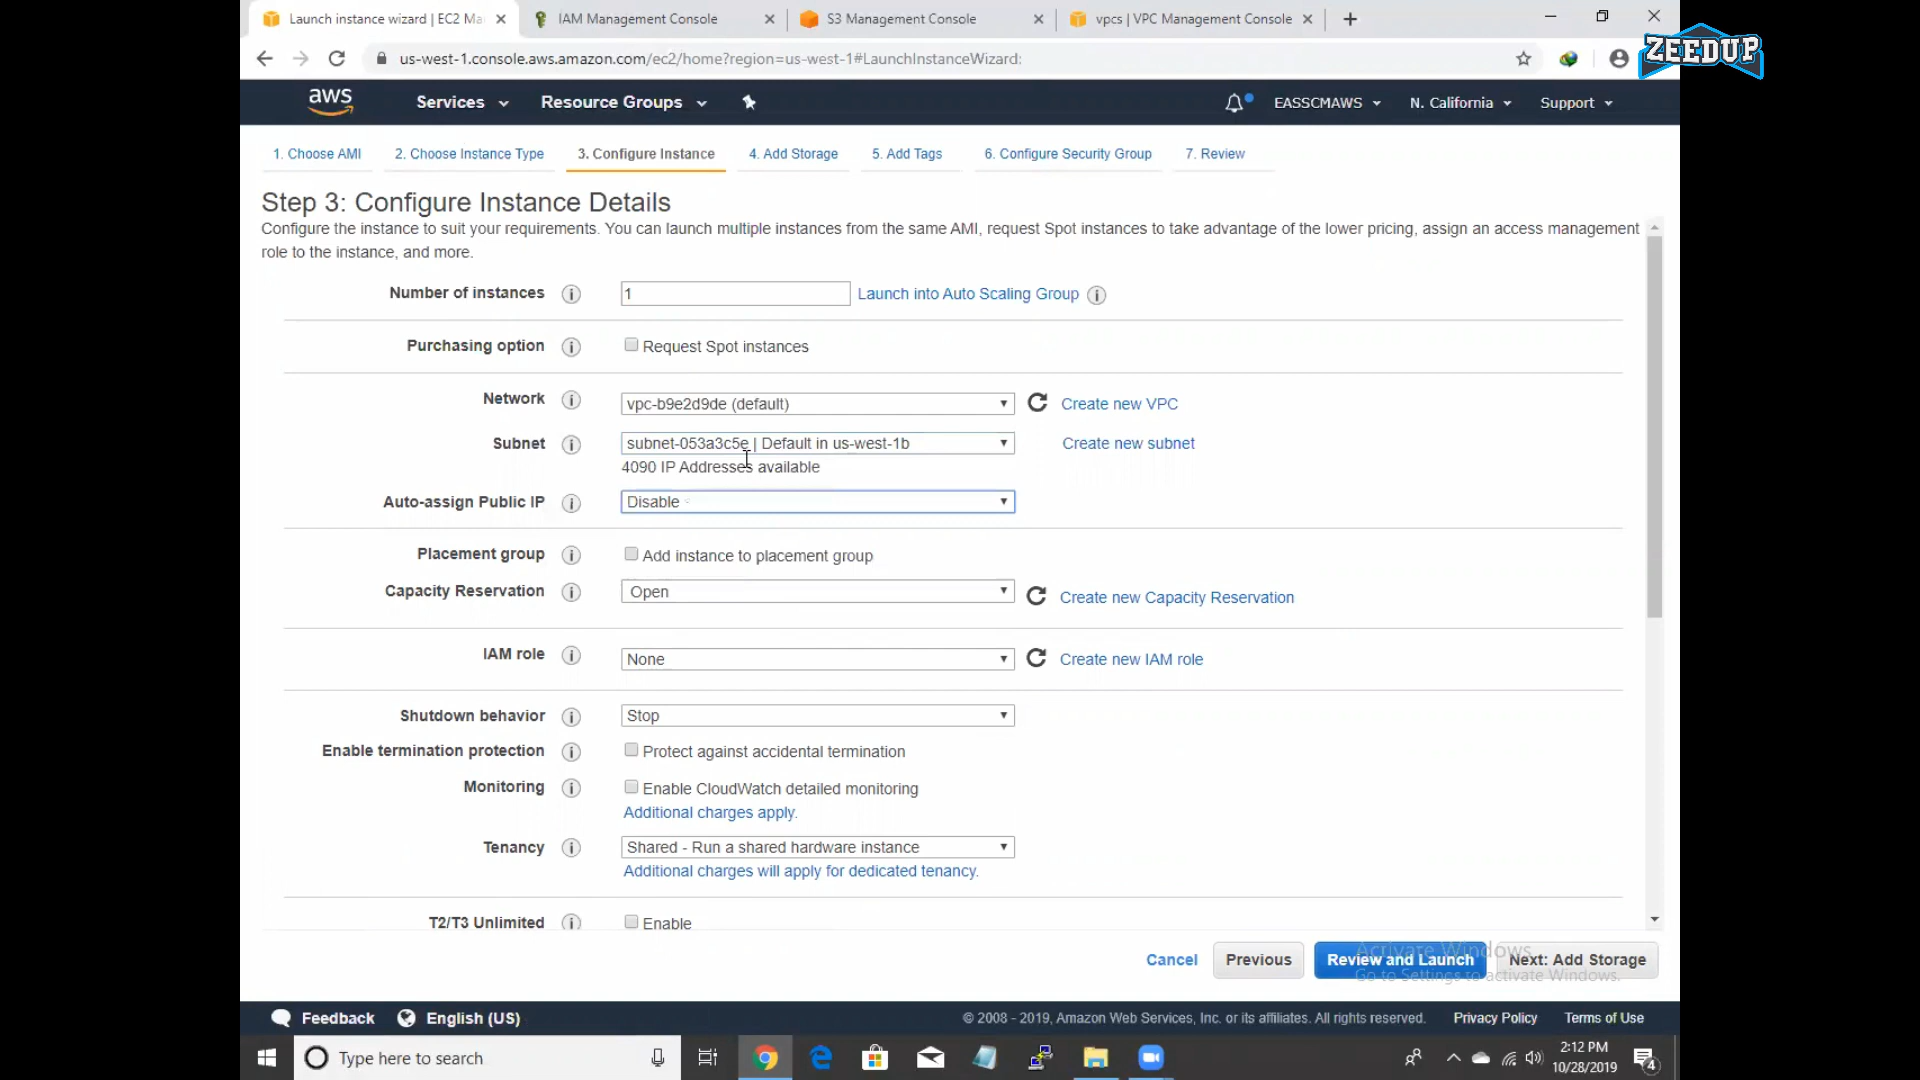 Launch instance wizard | EC2 Ma
IAM Management Console
S3 Management Console
vpcs | VPC Management Console
ZEEDUP
us-west-1.console.aws.amazon.com/ec2/home?region=us-west-1#LaunchInstanceWizard:
aws
Services
Resource Groups
EASSCMAWS
N. California
Support
1. Choose AMI
2. Choose Instance Type
3. Configure Instance
4. Add Storage
5. Add Tags
6. Configure Security Group
7. Review
Step 3: Configure Instance Details
Configure the instance to suit your requirements. You can launch multiple instances from the same AMI, request Spot instances to take advantage of the lower pricing, assign an access management
role to the instance, and more.
Number of instances
1
Launch into Auto Scaling Group
Purchasing option
Request Spot instances
Network
vpc-b9e2d9de (default)
Create new VPC
Subnet
subnet-053a3c5e | Default in us-west-1b
Create new subnet
4090 IP Addresses available
Auto-assign Public IP
Disable
Placement group
Add instance to placement group
Capacity Reservation
Open
Create new Capacity Reservation
IAM role
None
Create new IAM role
Shutdown behavior
Stop
Enable termination protection
Protect against accidental termination
Monitoring
Enable CloudWatch detailed monitoring
Additional charges apply.
Tenancy
Shared - Run a shared hardware instance
Additional charges will apply for dedicated tenancy.
T2/T3 Unlimited
Enable
Activate Windows
Go to Settings to activate Windows.
Cancel
Previous
Review and Launch
Next: Add Storage
Feedback
English (US)
© 2008 - 2019, Amazon Web Services, Inc. or its affiliates. All rights reserved.
Privacy Policy
Terms of Use
Type here to search
2:12 PM
10/28/2019
4